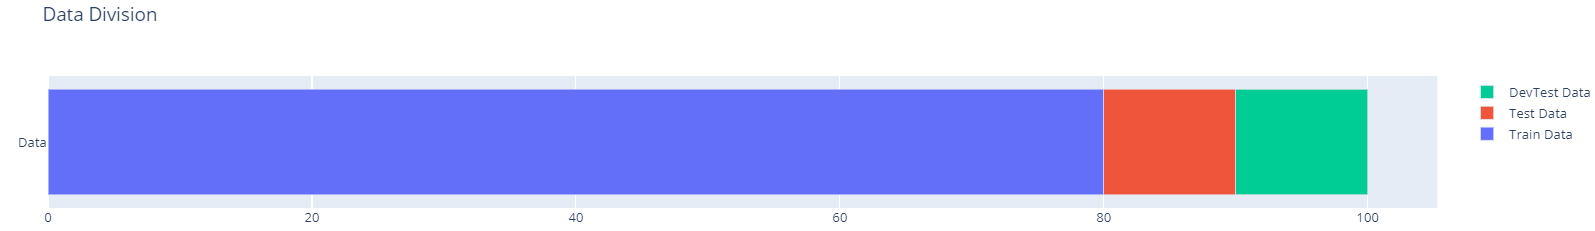 Data Division
DevTest Data
Test Data
Train Data
Data
0 20 40 60 80 100